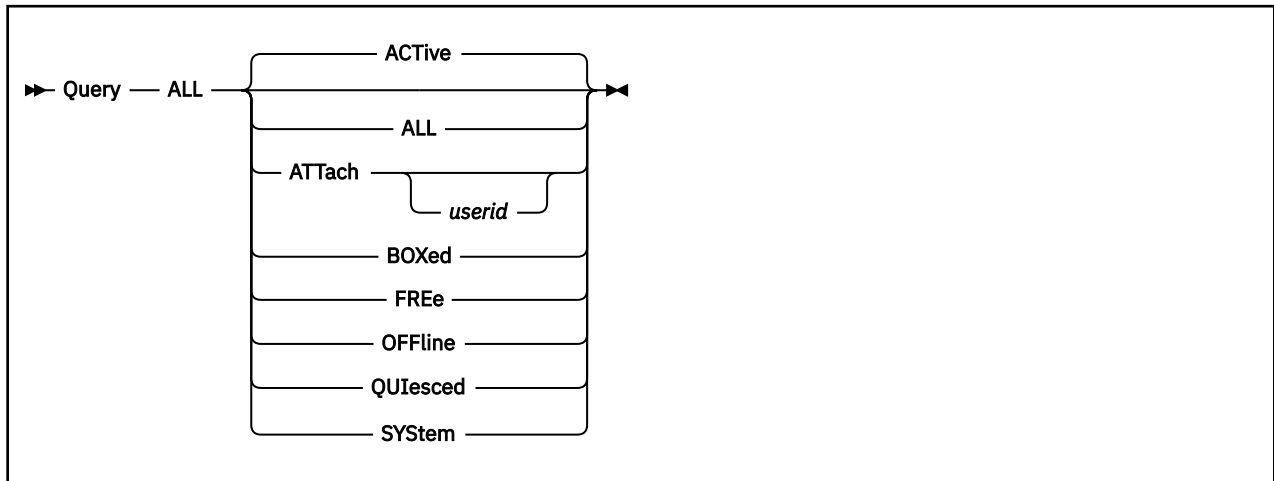 ACTive
Query ALL
ALL
ATTach
userid
BOXed
FREe
OFFline
QUIesced
SYStem